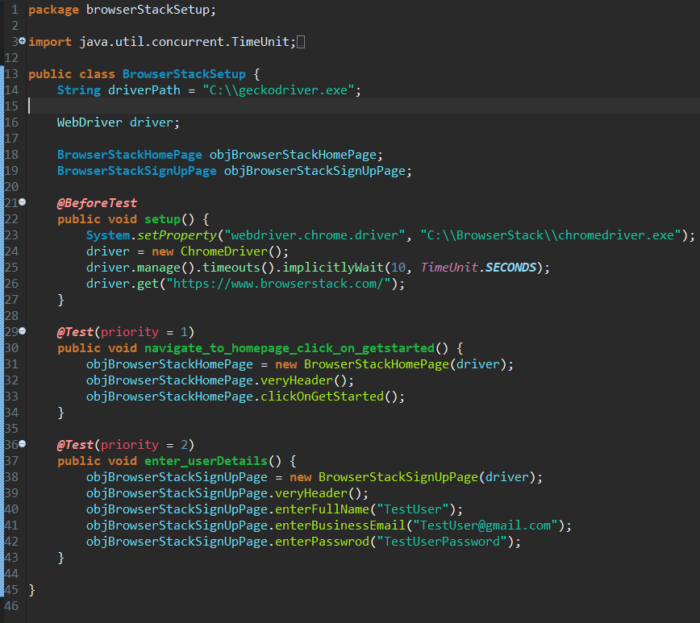 1 package browserStackSetup;
2
3 import java.util.concurrent.TimeUnit;
12
13 public class BrowserStackSetup {
14 String driverPath = "C:\\geckodriver.exe";
15
16 WebDriver driver;
17
18 BrowserStackHomePage objBrowserStackHomePage;
19 BrowserStackSignUpPage objBrowserStackSignUpPage;
20
21 @BeforeTest
22 public void setup() {
23 System.setProperty("webdriver.chrome.driver", "C:\\BrowserStack\\chromedriver.exe");
24 driver = new ChromeDriver();
25 driver.manage().timeouts().implicitlyWait(10, TimeUnit.SECONDS);
26 driver.get("https://www.browserstack.com/");
27 }
28
29 @Test(priority = 1)
30 public void navigate_to_homepage_click_on_getstarted() {
31 objBrowserStackHomePage = new BrowserStackHomePage(driver);
32 objBrowserStackHomePage.veryHeader();
33 objBrowserStackHomePage.clickOnGetStarted();
34 }
35
36 @Test(priority = 2)
37 public void enter_userDetails() {
38 objBrowserStackSignUpPage = new BrowserStackSignUpPage(driver);
39 objBrowserStackSignUpPage.veryHeader();
40 objBrowserStackSignUpPage.enterFullName("TestUser");
41 objBrowserStackSignUpPage.enterBusinessEmail("TestUser@gmail.com");
42 objBrowserStackSignUpPage.enterPasswrod("TestUserPassword");
43 }
44
45 }
46